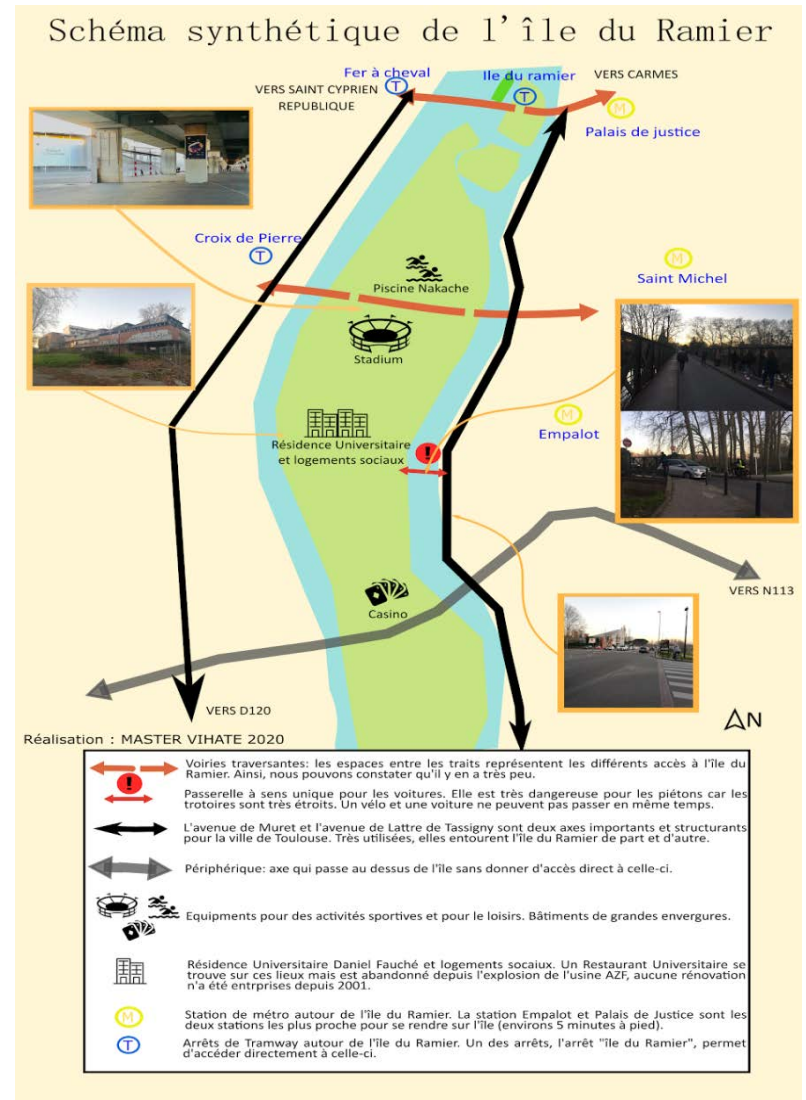 Schéma synthétique de l'île du Ramier
Fer à cheval
Ile du ramier
VERS CARMES
VERS SAINT CYPRIEN
REPUBLIQUE
T
T
M
Palais de justice
Croix de Pierre
T
M
Saint Michel
Piscine Nakache
Stadium
M
Empalot
Résidence Universitaire
et logements sociaux
!
VERS N113
Casino
VERS D120
N
Réalisation : MASTER VIHATE 2020
Voiries traversantes: les espaces entre les traits représentent les différents accès à l'île du
Ramier. Ainsi, nous pouvons constater qu'il y en a très peu.
!
Passerelle à sens unique pour les voitures. Elle est très dangereuse pour les piétons car les
trotoires sont très étroits. Un vélo et une voiture ne peuvent pas passer en même temps.
L'avenue de Muret et l'avenue de Lattre de Tassigny sont deux axes importants et structurants
pour la ville de Toulouse. Très utilisées, elles entourent l'île du Ramier de part et d'autre.
Périphérique: axe qui passe au dessus de l'île sans donner d'accès direct à celle-ci.
Equipments pour des activités sportives et pour le loisirs. Bâtiments de grandes envergures.
Résidence Universitaire Daniel Fauché et logements socaiux. Un Restaurant Universitaire se
trouve sur ces lieux mais est abandonné depuis l'explosion de l'usine AZF, aucune rénovation
n'a été entrprises depuis 2001.
M
Station de métro autour de l'île du Ramier. La station Empalot et Palais de Justice sont les
deux stations les plus proche pour se rendre sur l'île (environs 5 minutes à pied).
T
Arrêts de Tramway autour de l'île du Ramier. Un des arrêts, l'arrêt "île du Ramier", permet
d'accéder directement à celle-ci.